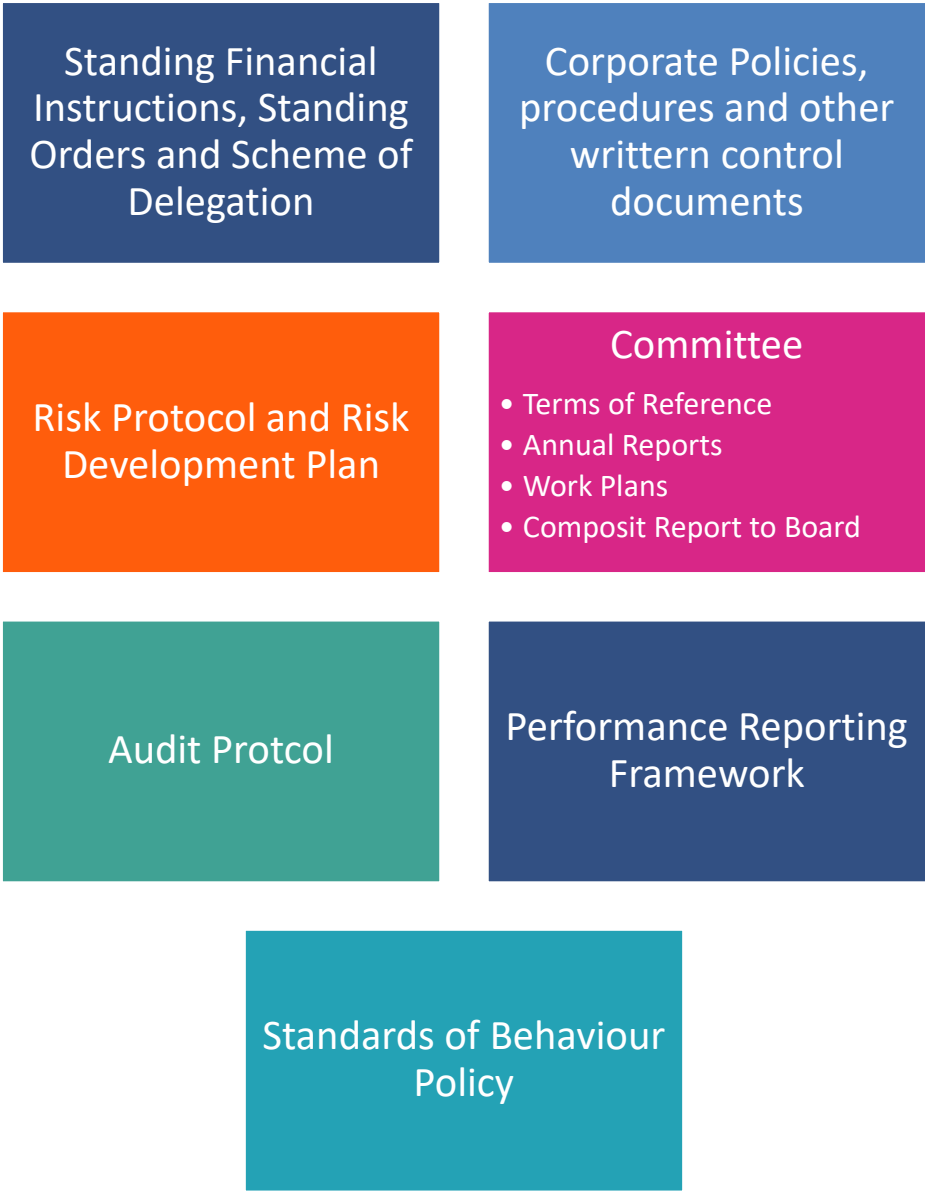 Standing Financial
Instructions, Standing
Orders and Scheme of
Delegation
Corporate Policies,
procedures and other
writtern control
documents
Risk Protocol and Risk
Development Plan
Committee
• Terms of Reference
• Annual Reports
• Work Plans
• Composit Report to Board
Audit Protcol
Performance Reporting
Framework
Standards of Behaviour
Policy